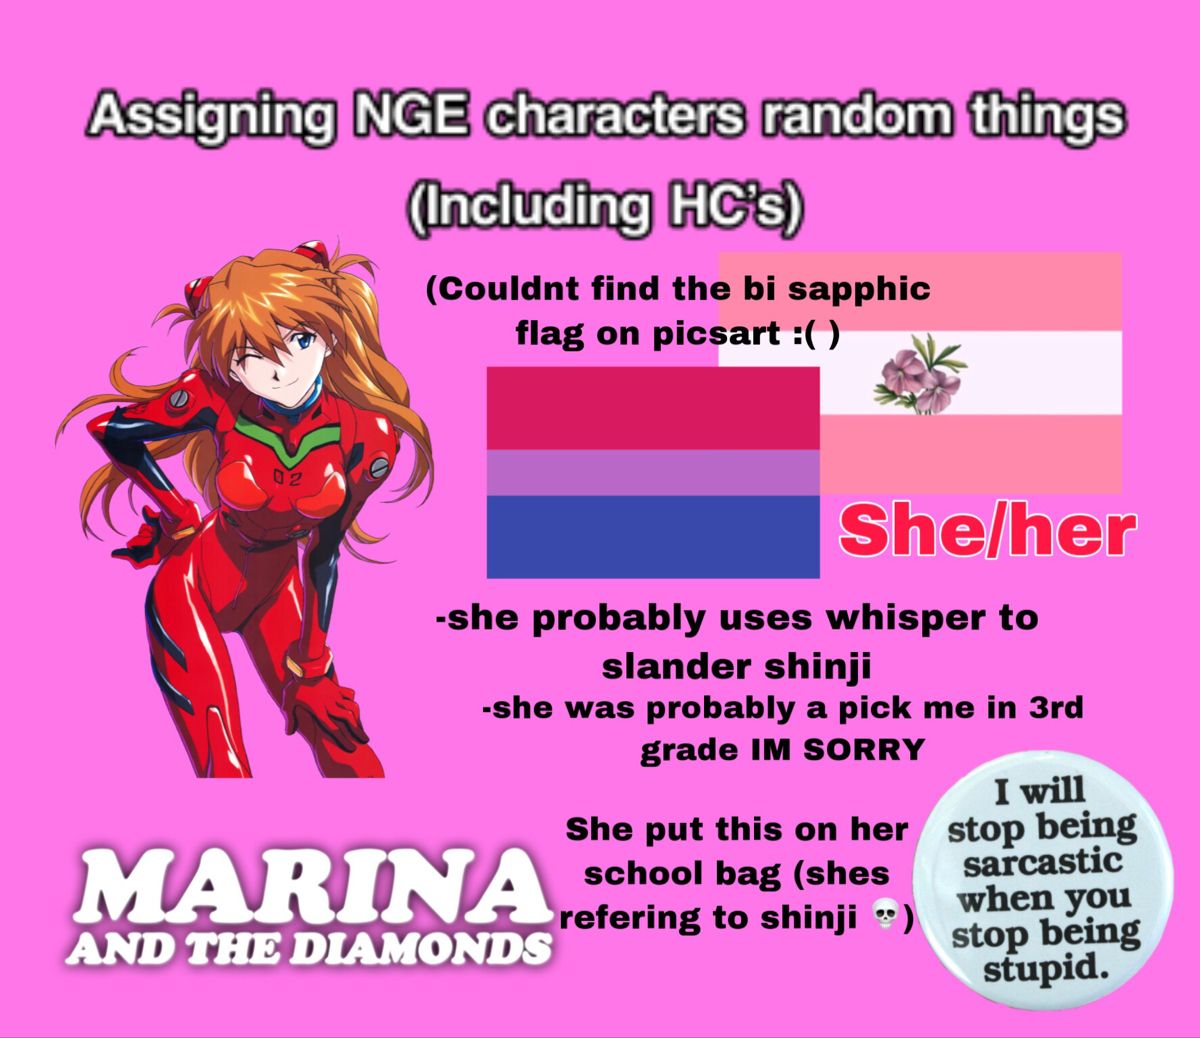 Assigning NGE characters random things
(Including HC's)
(Couldnt find the bi sapphic
flag on picsart :( )
02
She/her
-she probably uses whisper to
slander shinji
-she was probably a pick me in 3rd
grade IM SORRY
She put this on her
school bag (shes
refering to shinji 💀)
I will
stop being
sarcastic
when you
stop being
stupid.
MARINA
AND THE DIAMONDS